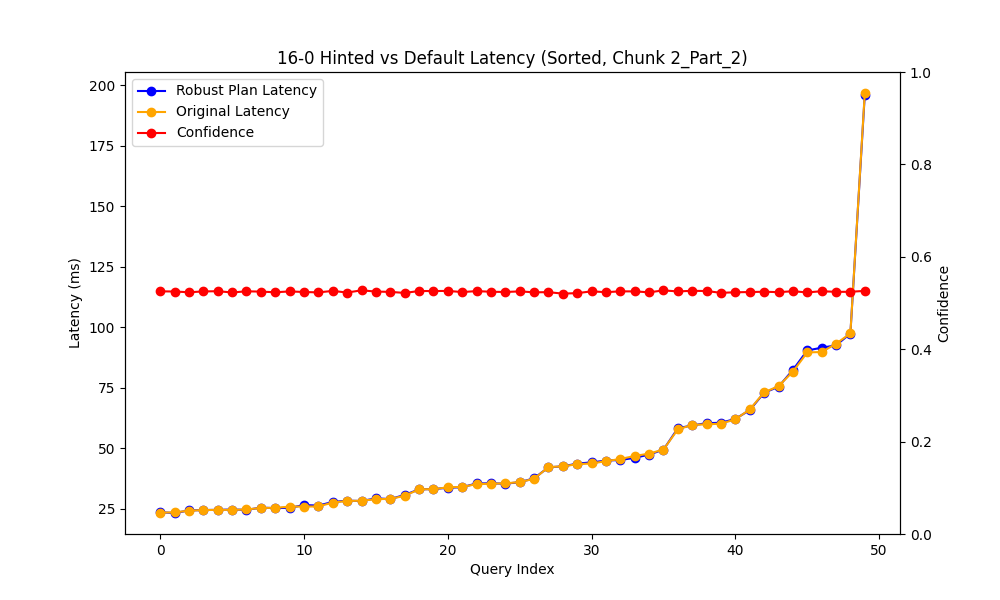 16-0 Hinted vs Default Latency (Sorted, Chunk 2_Part_2)
Robust Plan Latency
Original Latency
Confidence
200
175
150
125
100
75
50
25
Latency (ms)
1.0
0.8
0.6
0.4
0.2
0.0
Confidence
0 10 20 30 40 50
Query Index